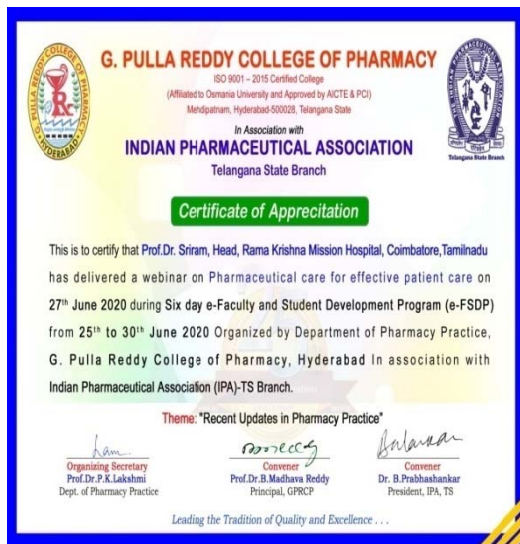 G. PULLA REDDY COLLEGE OF PHARMACY
ISO 9001 – 2015 Certified College
(Affiliated to Osmania University and Approved by AICTE & PCI)
Mehdipatnam, Hyderabad-500028, Telangana State
In Association with
INDIAN PHARMACEUTICAL ASSOCIATION
Telangana State Branch
G. PULLA REDDY COLLEGE OF PHARMACY
HYDERABAD
Telangana State Branch
Certificate of Apprecitation
This is to certify that Prof.Dr. Sriram, Head, Rama Krishna Mission Hospital, Coimbatore,Tamilnadu
has delivered a webinar on Pharmaceutical care for effective patient care on
27th June 2020 during Six day e-Faculty and Student Development Program (e-FSDP)
from 25th to 30th June 2020 Organized by Department of Pharmacy Practice,
G. Pulla Reddy College of Pharmacy, Hyderabad In association with
Indian Pharmaceutical Association (IPA)-TS Branch.
Theme: "Recent Updates in Pharmacy Practice"
Organizing Secretary
Prof.Dr.P.K.Lakshmi
Dept. of Pharmacy Practice
Convener
Prof.Dr.B.Madhava Reddy
Principal, GPRCP
Convener
Dr. B.Prabhashankar
President, IPA, TS
Leading the Tradition of Quality and Excellence . . .